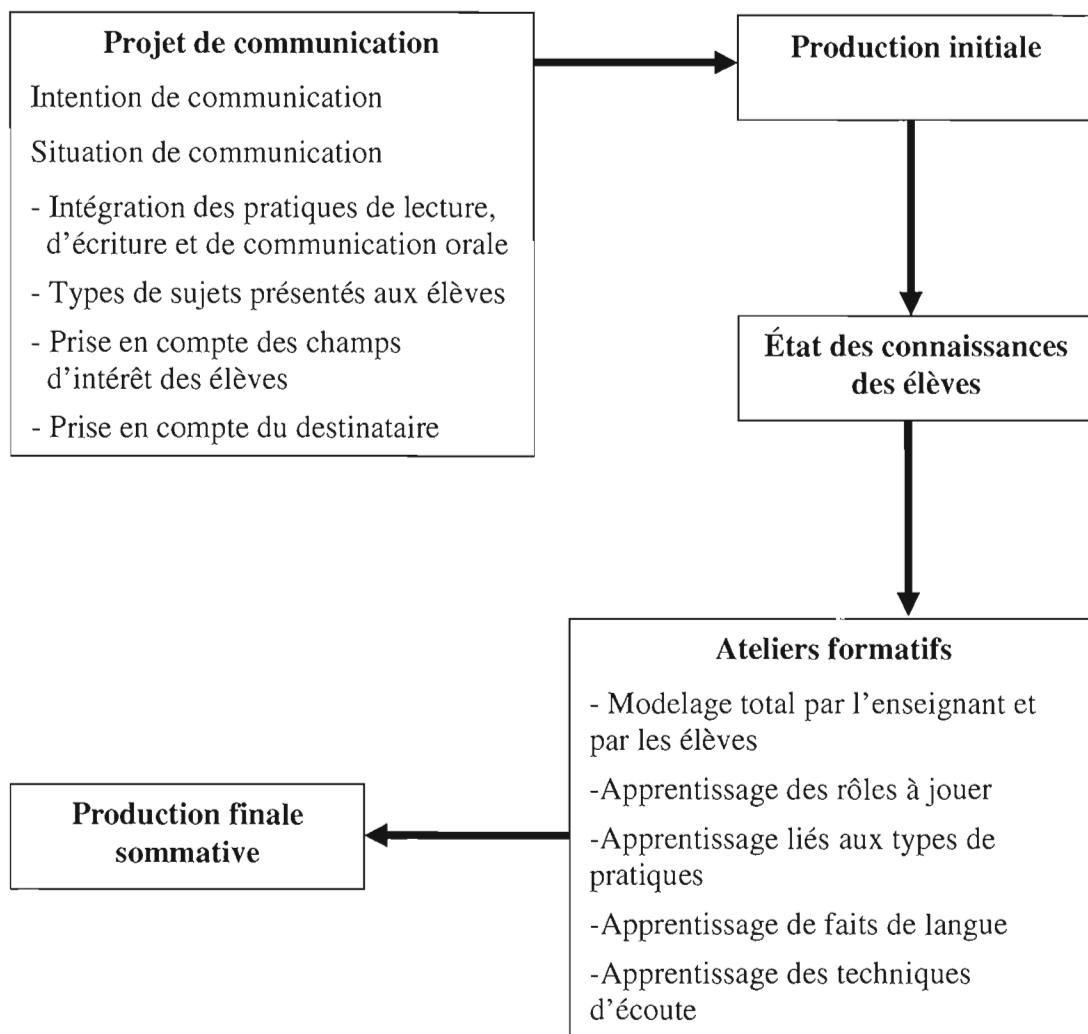 Projet de communication
Intention de communication
Situation de communication
- Intégration des pratiques de lecture,
d'écriture et de communication orale
- Types de sujets présentés aux élèves
- Prise en compte des champs
d'intérêt des élèves
- Prise en compte du destinataire
Production initiale
État des connaissances
des élèves
Ateliers formatifs
- Modelage total par l'enseignant et
par les élèves
-Apprentissage des rôles à jouer
-Apprentissage liés aux types de
pratiques
-Apprentissage de faits de langue
-Apprentissage des techniques
d'écoute
Production finale
sommative